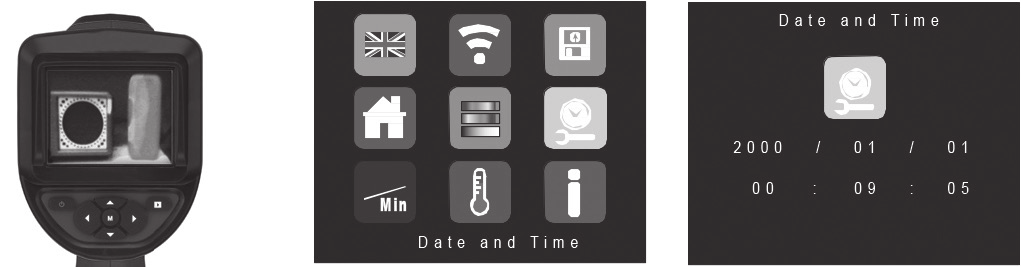 M
Min
Date and Time
Date and Time
2000 / 01 / 01
00 : 09 : 05